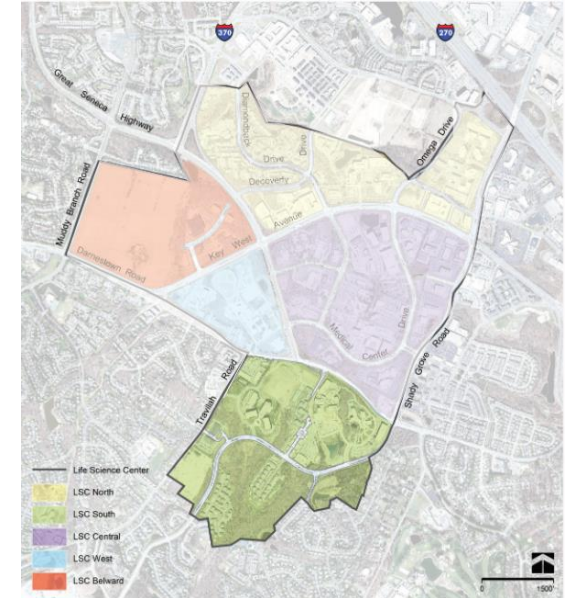 370
270
Great Seneca
Highway
Diamondback
Drive
Drive
Decoverly
Omega Drive
Muddy Branch Road
Avenue
Key West
Darnestown Road
Medical
Center
Drive
Shady Grove Road
Travilah
Road
Life Science Center
LSC North
LSC South
LSC Central
LSC West
LSC Belward
0
1500'